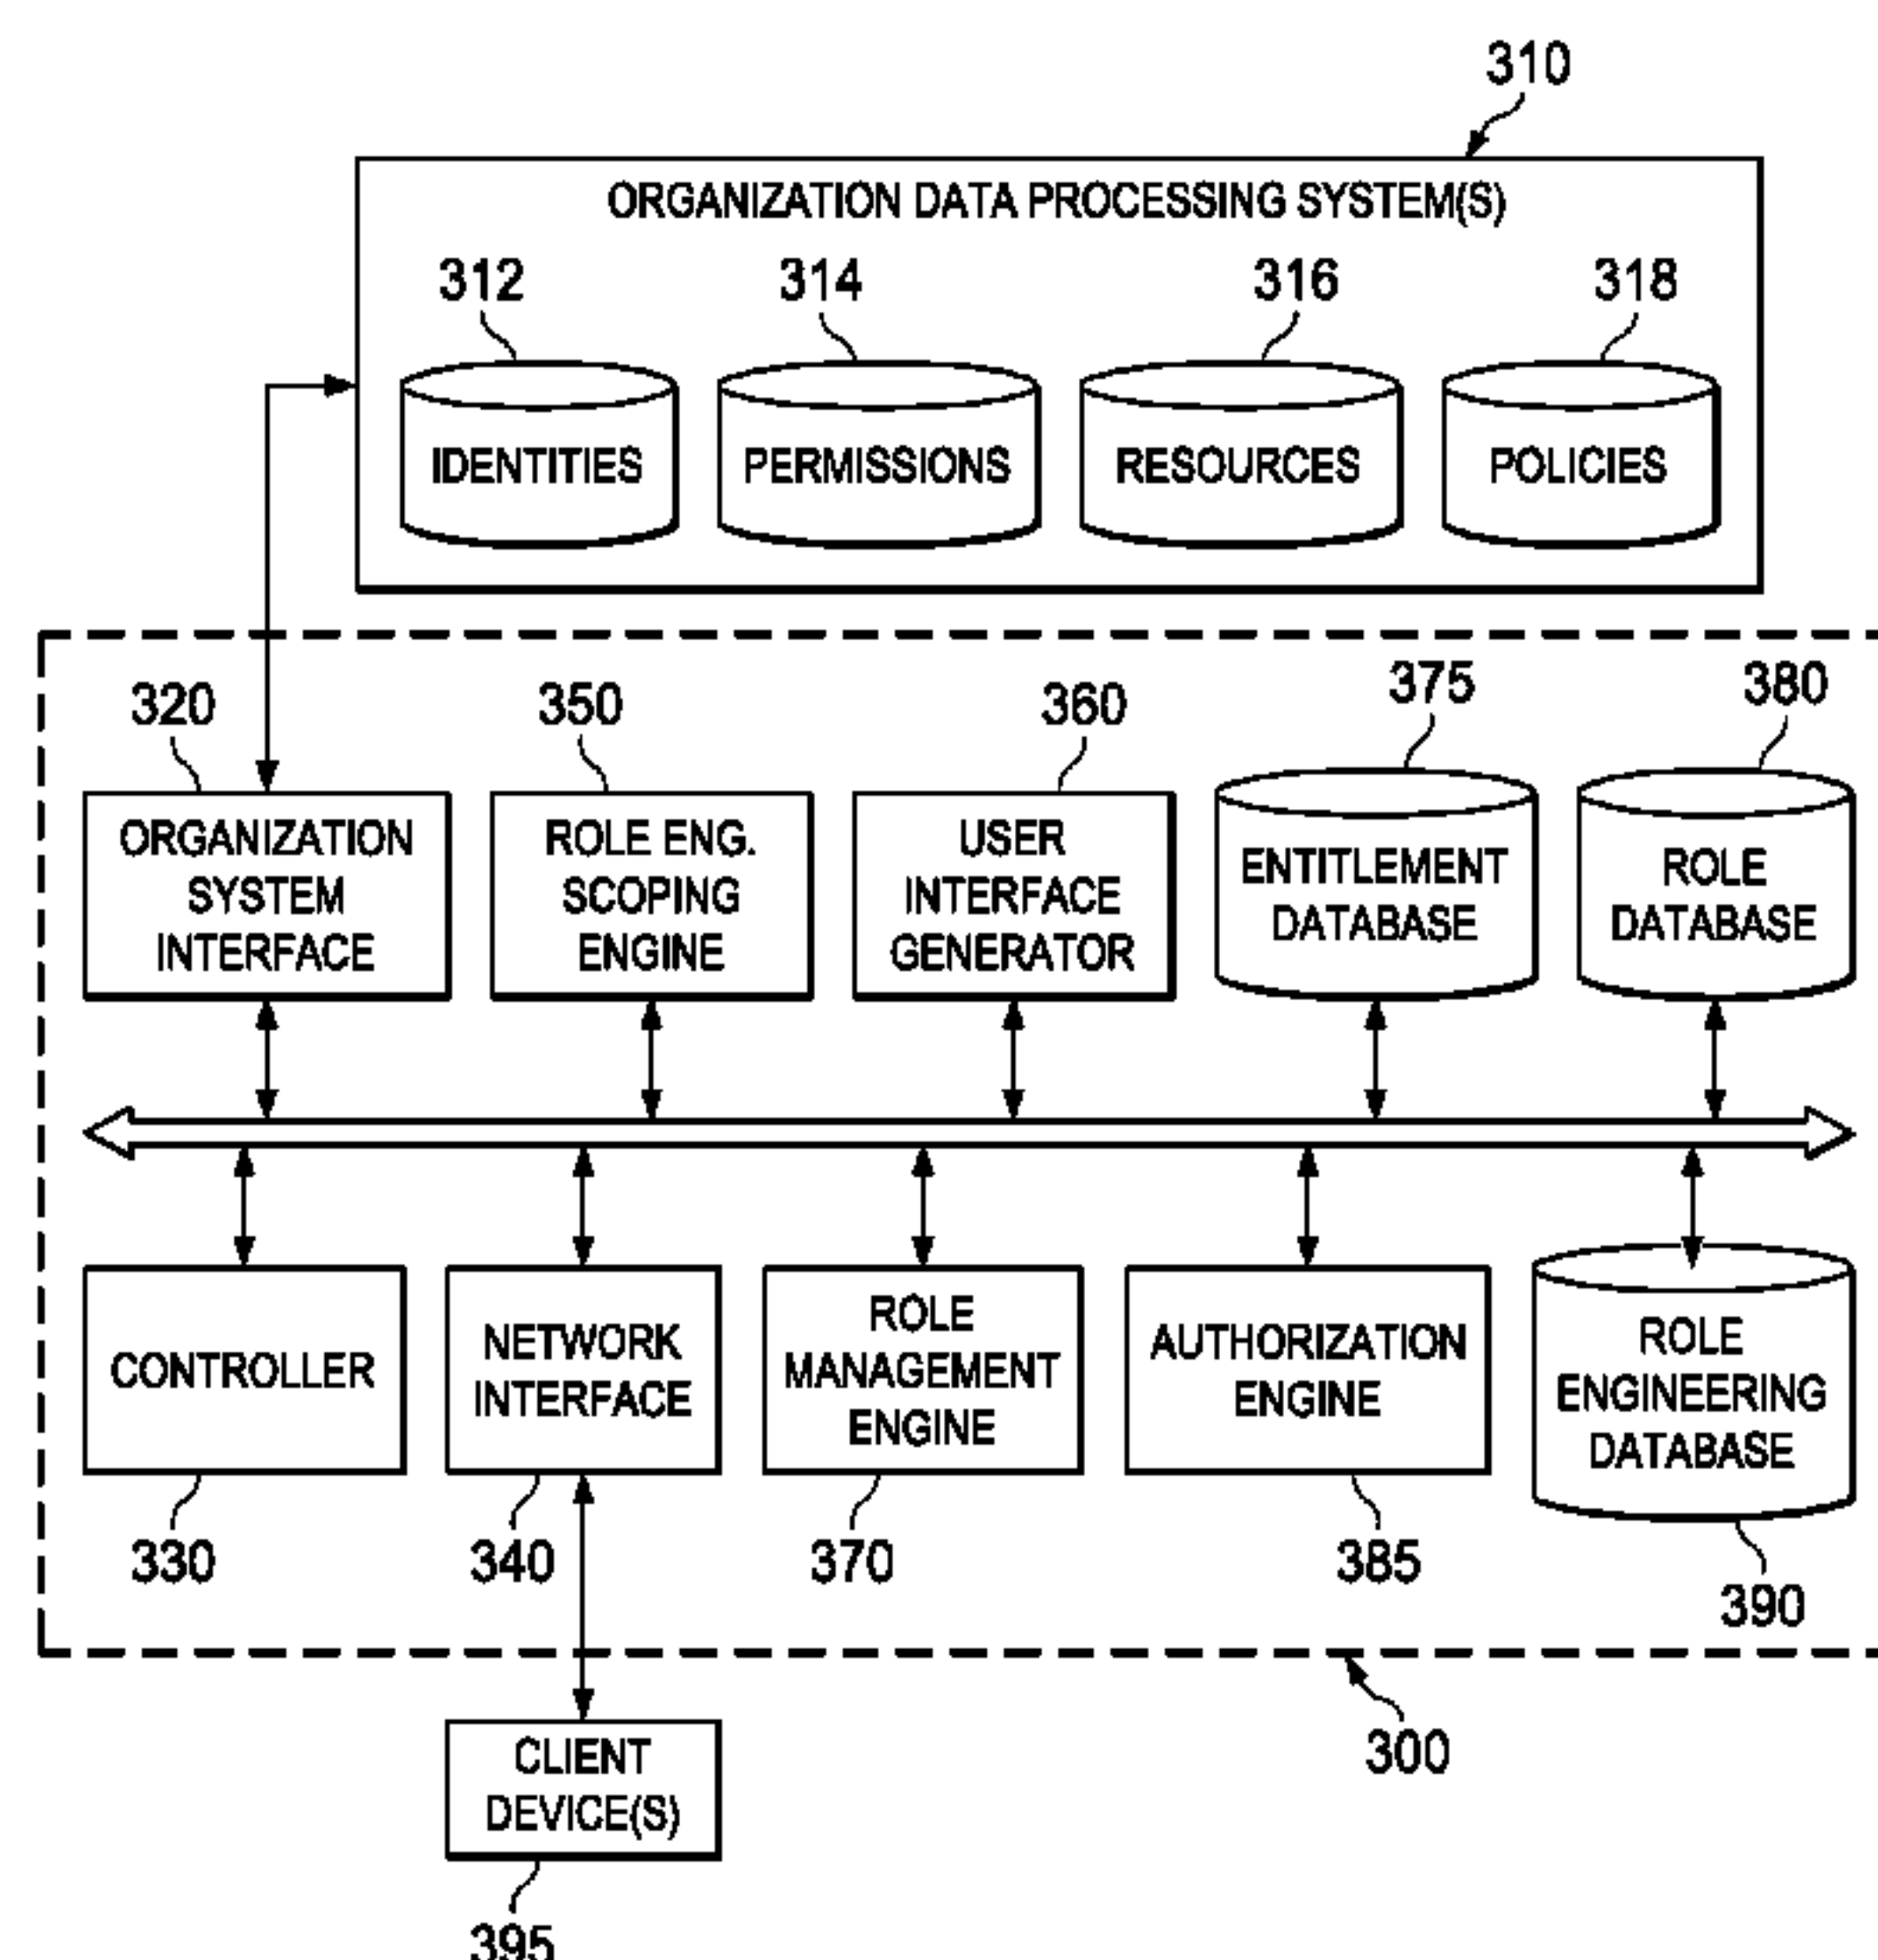 310
ORGANIZATION DATA PROCESSING SYSTEM(S)
312
314
316
318
IDENTITIES
PERMISSIONS
RESOURCES
POLICIES
320
350
360
375
380
ORGANIZATION
SYSTEM
INTERFACE
ROLE ENG.
SCOPING
ENGINE
USER
INTERFACE
GENERATOR
ENTITLEMENT
DATABASE
ROLE
DATABASE
CONTROLLER
NETWORK
INTERFACE
ROLE
MANAGEMENT
ENGINE
AUTHORIZATION
ENGINE
ROLE
ENGINEERING
DATABASE
330
340
370
385
390
300
CLIENT
DEVICE(S)
395